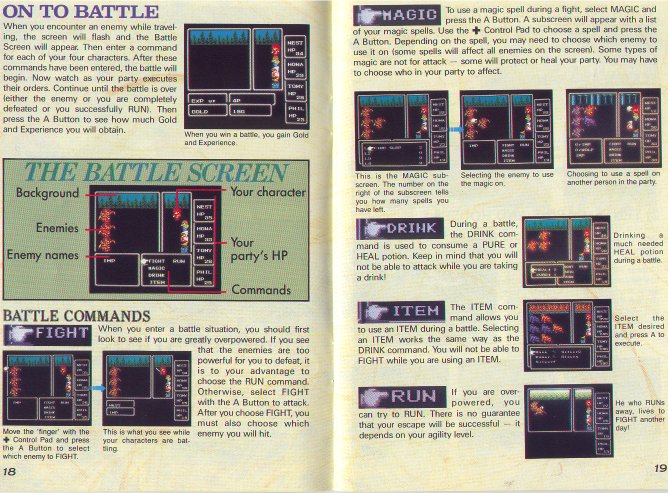 ON TO BATTLE
When you encounter an enemy while travel-
ing, the screen will flash and the Battle
Screen will appear. Then enter a command
for each of your four characters. After these
commands have been entered, the battle will
begin. Now watch as your party executes
their orders. Continue until the battle is over
(either the enemy or you are completely
defeated or you successfully RUN). Then
press the A Button to see how much Gold
and Experience you will obtain.
NEST
HP
34
MONA
HP
TOMY
HP
PHIL
HP
EXP UP 4P
GOLD 18G
When you win a battle, you gain Gold
and Experience.
THE BATTLE SCREEN
Background
Enemies
Enemy names
Your character
Your
party's HP
Commands
NEST
HP
35
MONA
HP
30
TOMY
HP
PHIL
HP
25
IMP
FIGHT RUN
MAGIC
DRINK
ITEM
BATTLE COMMANDS
FIGHT
When you enter a battle situation, you should first
look to see if you are greatly overpowered. If you see
that the enemies are too
powerful for you to defeat, it
is to your advantage to
choose the RUN command.
Otherwise, select FIGHT
with the A Button to attack.
After you choose FIGHT, you
must also choose which
enemy you will hit.
Move the 'finger' with the
✚ Control Pad and press
the A Button to select
which enemy to FIGHT.
This is what you see while
your characters are bat-
tling.
18
MAGIC
To use a magic spell during a fight, select MAGIC and
press the A Button. A subscreen will appear with a list
of your magic spells. Use the ✚ Control Pad to choose a spell and press the
A Button. Depending on the spell, you may need to choose which enemy to
use it on (some spells will affect all enemies on the screen). Some types of
magic are not for attack — some will protect or heal your party. You may have
to choose who in your party to affect.
This is the MAGIC sub-
screen. The number on
the right of the screen tells
you how many spells you
have left.
Selecting the enemy to use
the magic on.
Choosing to use a spell on
another person in the party.
DRINK
During a battle,
the DRINK com-
mand is used to consume a PURE or
HEAL potion. Keep in mind that you will
not be able to attack while you are taking
a drink!
Drinking a
much needed
HEAL potion
during a battle.
ITEM
The ITEM com-
mand allows you
to use an ITEM during a battle. Selecting
an ITEM works the same way as the
DRINK command. You will not be able to
FIGHT while you are using an ITEM.
Select the
ITEM desired
and press A to
execute.
RUN
If you are over-
powered, you
can try to RUN. There is no guarantee
that your escape will be successful — it
depends on your agility level.
He who RUNs
away, lives to
FIGHT another
day!
19